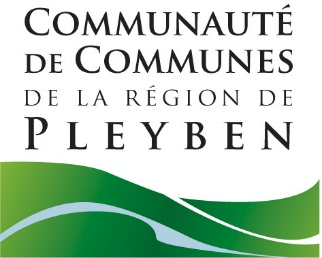 COMMUNAUTÉ
DE COMMUNES
DE LA RÉGION DE
PLEYBEN